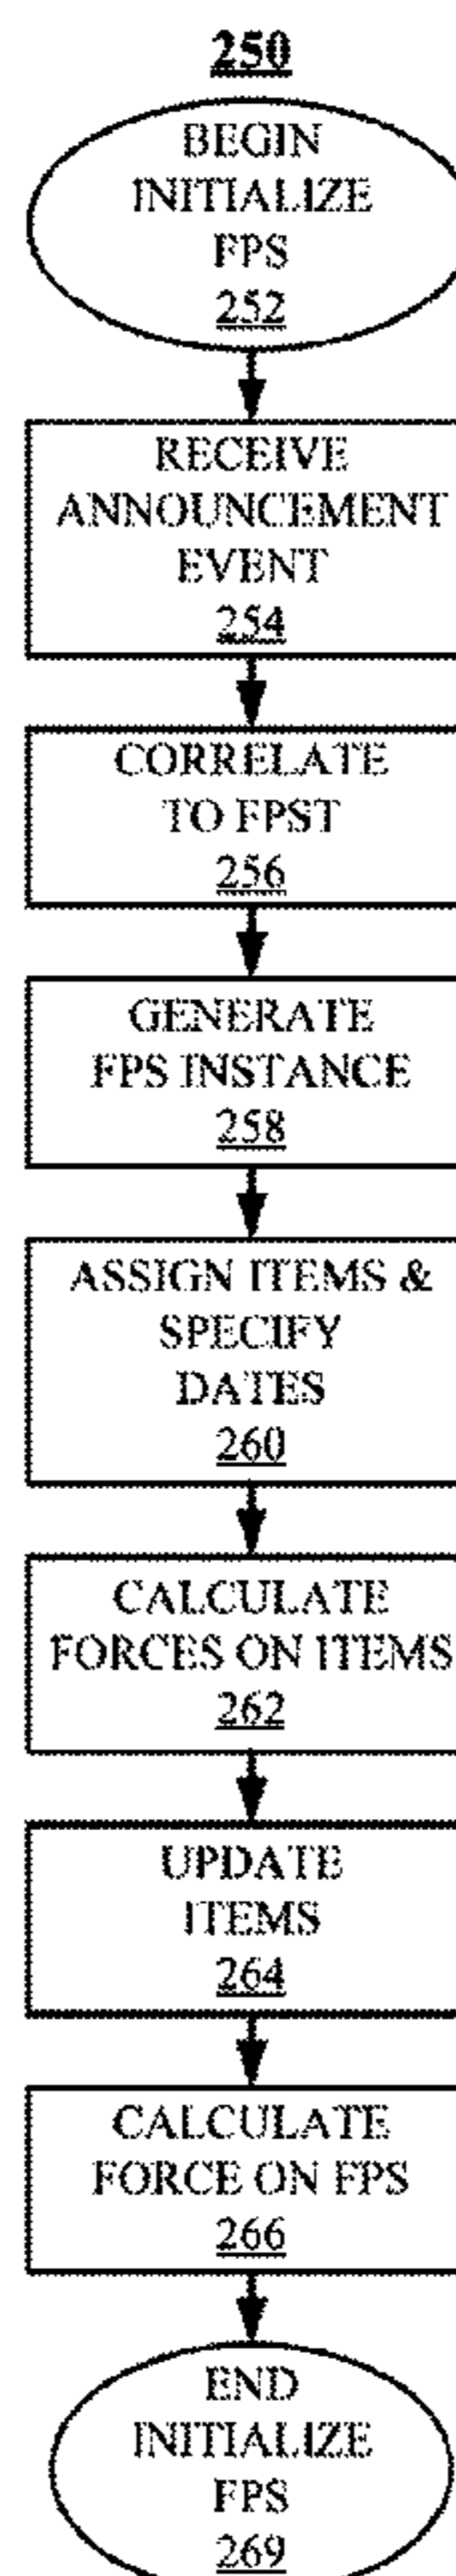 250
BEGIN
INITIALIZE
FPS
252
RECEIVE
ANNOUNCEMENT
EVENT
254
CORRELATE
TO FPST
256
GENERATE
FPS INSTANCE
258
ASSIGN ITEMS &
SPECIFY
DATES
260
CALCULATE
FORCES ON ITEMS
262
UPDATE
ITEMS
264
CALCULATE
FORCE ON FPS
266
END
INITIALIZE
FPS
269